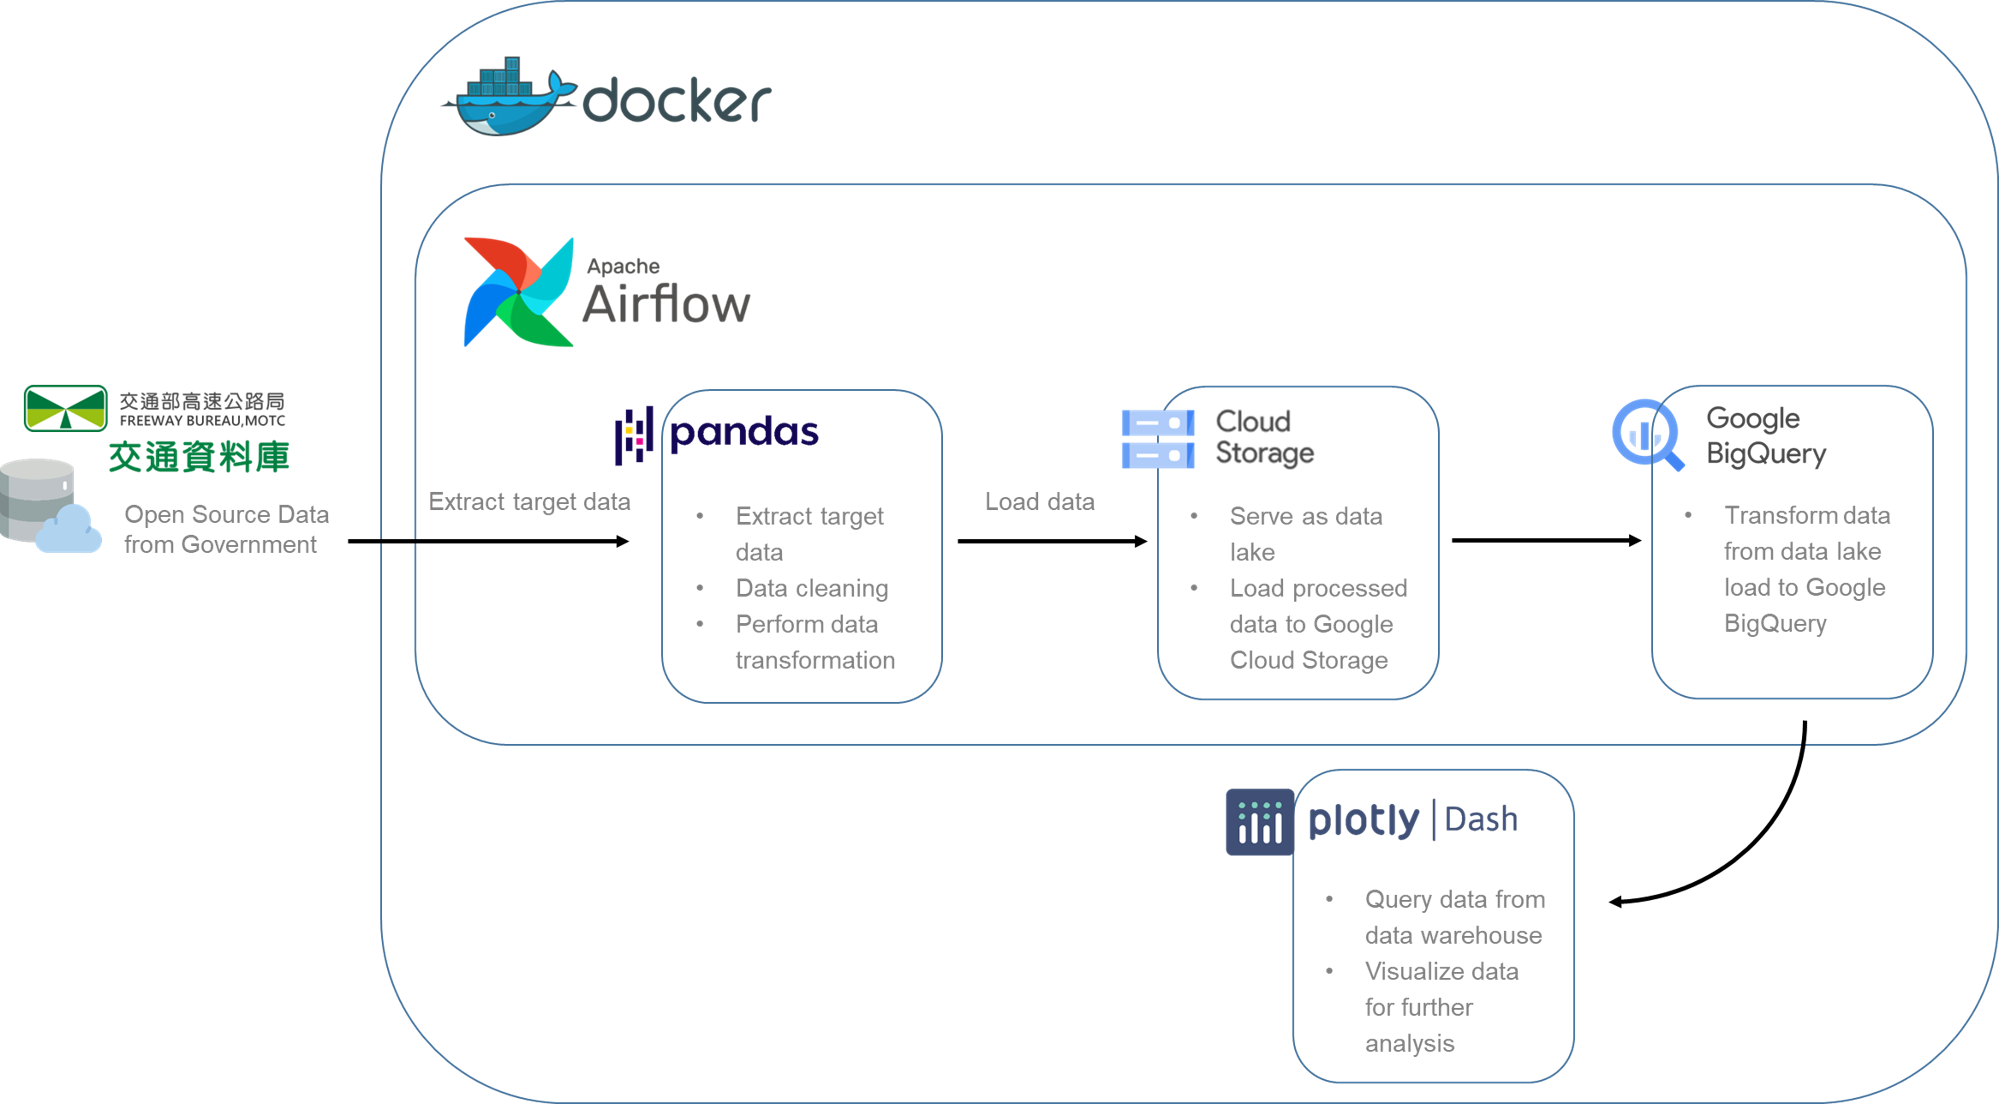 docker
Apache
Airflow
交通部高速公路局
FREEWAY BUREAU,MOTC
交通資料庫
Open Source Data
from Government
Extract target data
pandas
• Extract target
data
• Data cleaning
• Perform data
transformation
Load data
Cloud
Storage
• Serve as data
lake
• Load processed
data to Google
Cloud Storage
Google
BigQuery
• Transform data
from data lake
load to Google
BigQuery
plotly | Dash
• Query data from
data warehouse
• Visualize data
for further
analysis